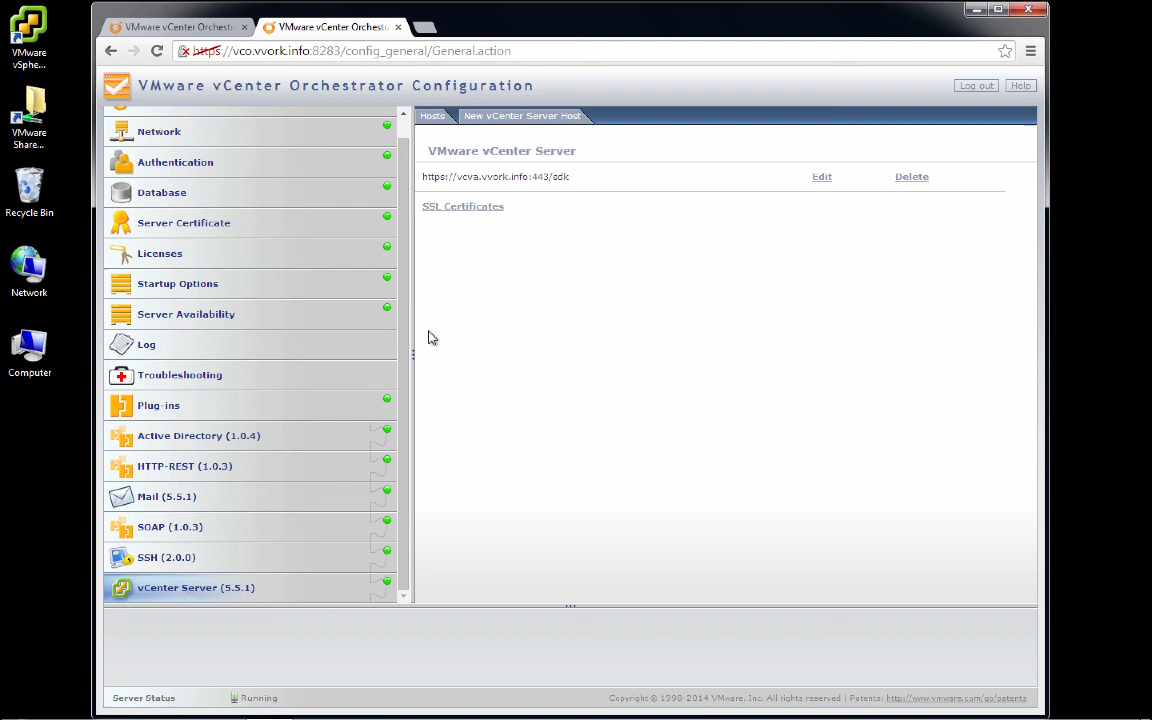 VMware vSphe...
VMware Share...
Recycle Bin
Network
Computer
VMware vCenter Orchestr
VMware vCenter Orchestr
https://vco.vvork.info:8283/config_general/General.action
VMware vCenter Orchestrator Configuration
Log out
Help
Network
Authentication
Database
Server Certificate
Licenses
Startup Options
Server Availability
Log
Troubleshooting
Plug-ins
Active Directory (1.0.4)
HTTP-REST (1.0.3)
Mail (5.5.1)
SOAP (1.0.3)
SSH (2.0.0)
vCenter Server (5.5.1)
Hosts
New vCenter Server Host
VMware vCenter Server
https://vcva.vvork.info:443/sdk
Edit
Delete
SSL Certificates
Server Status
Running
Copyright © 1998-2014 VMware, Inc. All rights reserved | Patents: http://www.vmware.com/go/patents